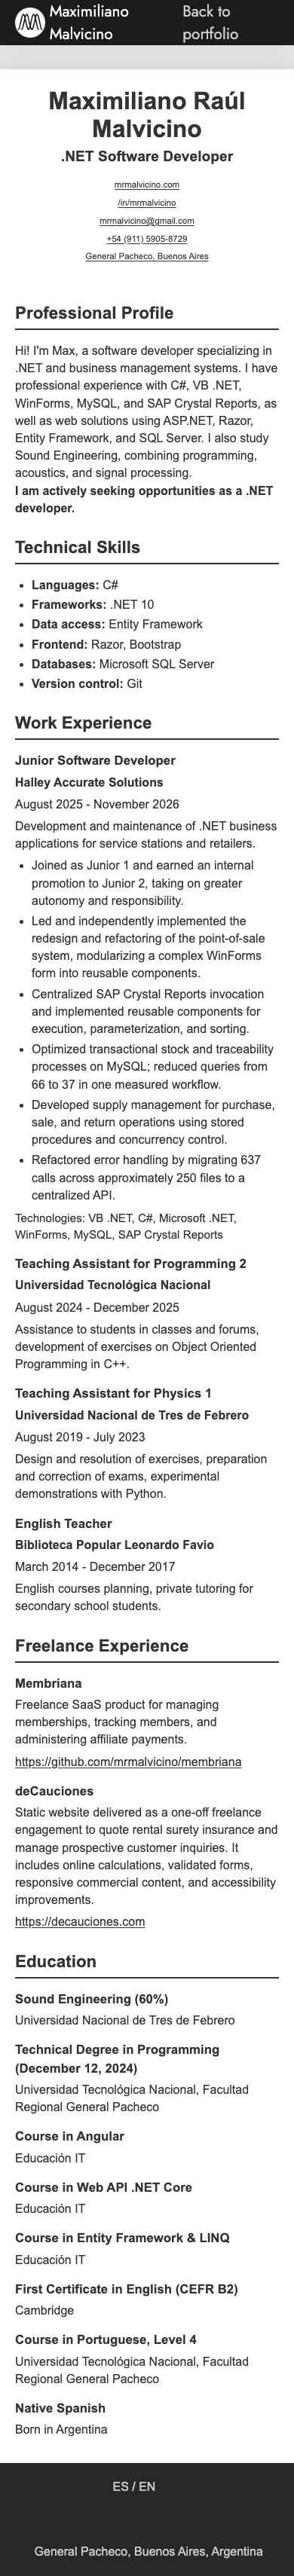 Maximiliano
Malvicino
Back to
portfolio
Maximiliano Raúl
Malvicino
.NET Software Developer
mrmalvicino.com
/in/mrmalvicino
mrmalvicino@gmail.com
+54 (911) 5905-8729
General Pacheco, Buenos Aires
Professional Profile
Hi! I'm Max, a software developer specializing in
.NET and business management systems. I have
professional experience with C#, VB .NET,
WinForms, MySQL, and SAP Crystal Reports, as
well as web solutions using ASP.NET, Razor,
Entity Framework, and SQL Server. I also study
Sound Engineering, combining programming,
acoustics, and signal processing.
I am actively seeking opportunities as a .NET
developer.
Technical Skills
• Languages: C#
• Frameworks: .NET 10
• Data access: Entity Framework
• Frontend: Razor, Bootstrap
• Databases: Microsoft SQL Server
• Version control: Git
Work Experience
Junior Software Developer
Halley Accurate Solutions
August 2025 - November 2026
Development and maintenance of .NET business
applications for service stations and retailers.
• Joined as Junior 1 and earned an internal
promotion to Junior 2, taking on greater
autonomy and responsibility.
• Led and independently implemented the
redesign and refactoring of the point-of-sale
system, modularizing a complex WinForms
form into reusable components.
• Centralized SAP Crystal Reports invocation
and implemented reusable components for
execution, parameterization, and sorting.
• Optimized transactional stock and traceability
processes on MySQL; reduced queries from
66 to 37 in one measured workflow.
• Developed supply management for purchase,
sale, and return operations using stored
procedures and concurrency control.
• Refactored error handling by migrating 637
calls across approximately 250 files to a
centralized API.
Technologies: VB .NET, C#, Microsoft .NET,
WinForms, MySQL, SAP Crystal Reports
Teaching Assistant for Programming 2
Universidad Tecnológica Nacional
August 2024 - December 2025
Assistance to students in classes and forums,
development of exercises on Object Oriented
Programming in C++.
Teaching Assistant for Physics 1
Universidad Nacional de Tres de Febrero
August 2019 - July 2023
Design and resolution of exercises, preparation
and correction of exams, experimental
demonstrations with Python.
English Teacher
Biblioteca Popular Leonardo Favio
March 2014 - December 2017
English courses planning, private tutoring for
secondary school students.
Freelance Experience
Membriana
Freelance SaaS product for managing
memberships, tracking members, and
administering affiliate payments.
https://github.com/mrmalvicino/membriana
deCauciones
Static website delivered as a one-off freelance
engagement to quote rental surety insurance and
manage prospective customer inquiries. It
includes online calculations, validated forms,
responsive commercial content, and accessibility
improvements.
https://decauciones.com
Education
Sound Engineering (60%)
Universidad Nacional de Tres de Febrero
Technical Degree in Programming
(December 12, 2024)
Universidad Tecnológica Nacional, Facultad
Regional General Pacheco
Course in Angular
Educación IT
Course in Web API .NET Core
Educación IT
Course in Entity Framework & LINQ
Educación IT
First Certificate in English (CEFR B2)
Cambridge
Course in Portuguese, Level 4
Universidad Tecnológica Nacional, Facultad
Regional General Pacheco
Native Spanish
Born in Argentina
ES / EN
General Pacheco, Buenos Aires, Argentina